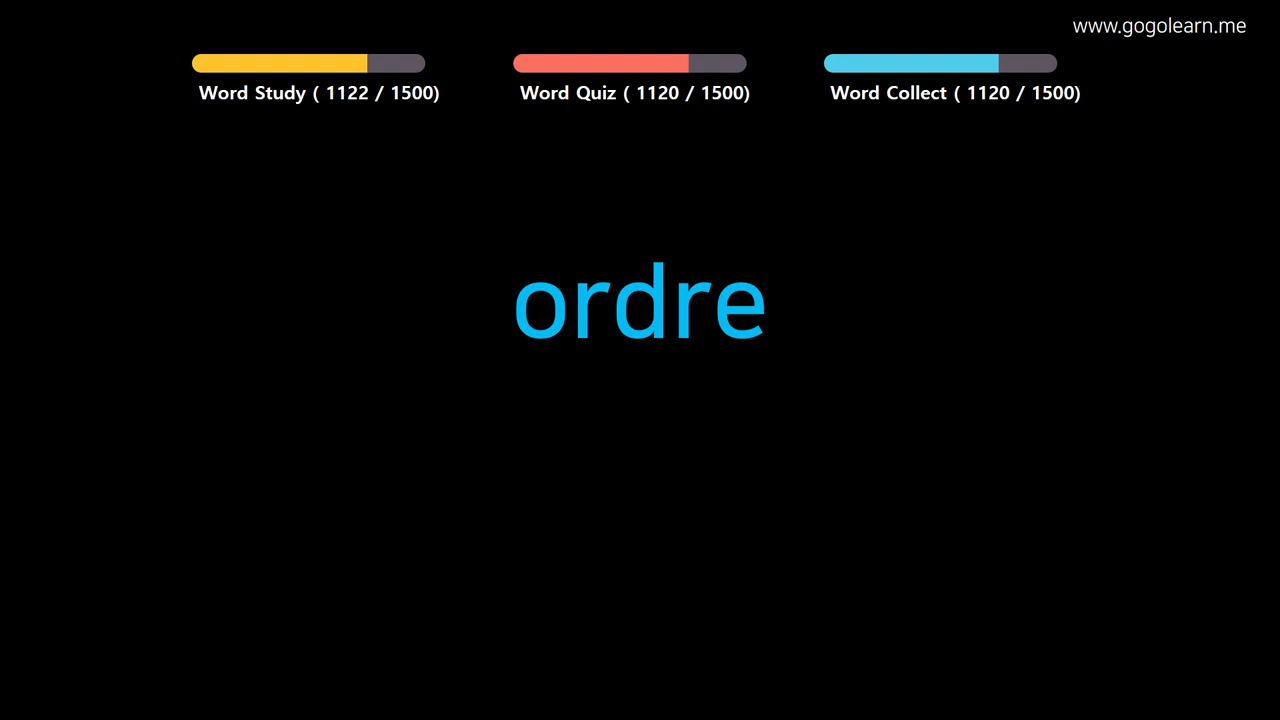 www.gogolearn.me
Word Study ( 1122 / 1500)
Word Quiz ( 1120 / 1500)
Word Collect ( 1120 / 1500)
ordre